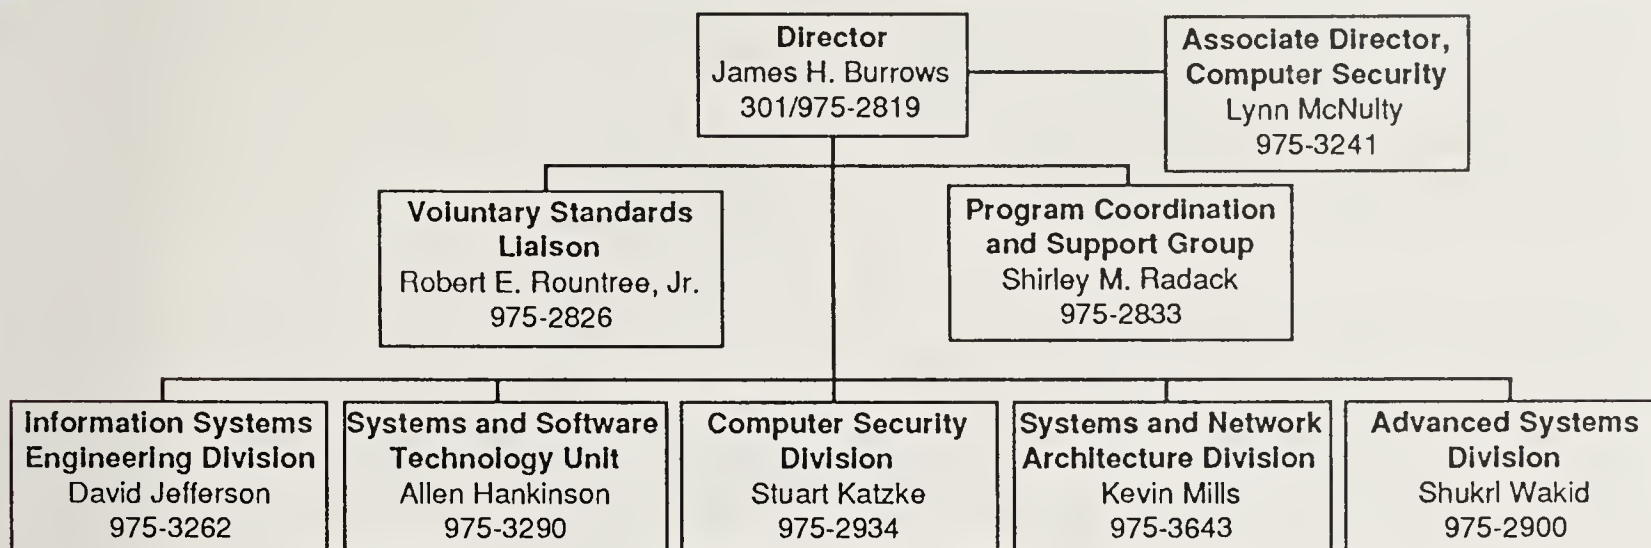 Director
James H. Burrows
301/975-2819
Associate Director,
Computer Security
Lynn McNulty
975-3241
Voluntary Standards
Liaison
Robert E. Rountree, Jr.
975-2826
Program Coordination
and Support Group
Shirley M. Radack
975-2833
Information Systems
Engineering Division
David Jefferson
975-3262
Systems and Software
Technology Unit
Allen Hankinson
975-3290
Computer Security
Division
Stuart Katzke
975-2934
Systems and Network
Architecture Division
Kevin Mills
975-3643
Advanced Systems
Division
Shukri Wakid
975-2900